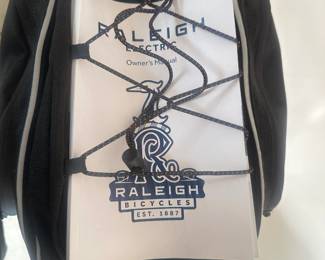 RALEIGH
ELECTRIC
Owner's Manual
R
RALEIGH
BICYCLES
EST. 1887